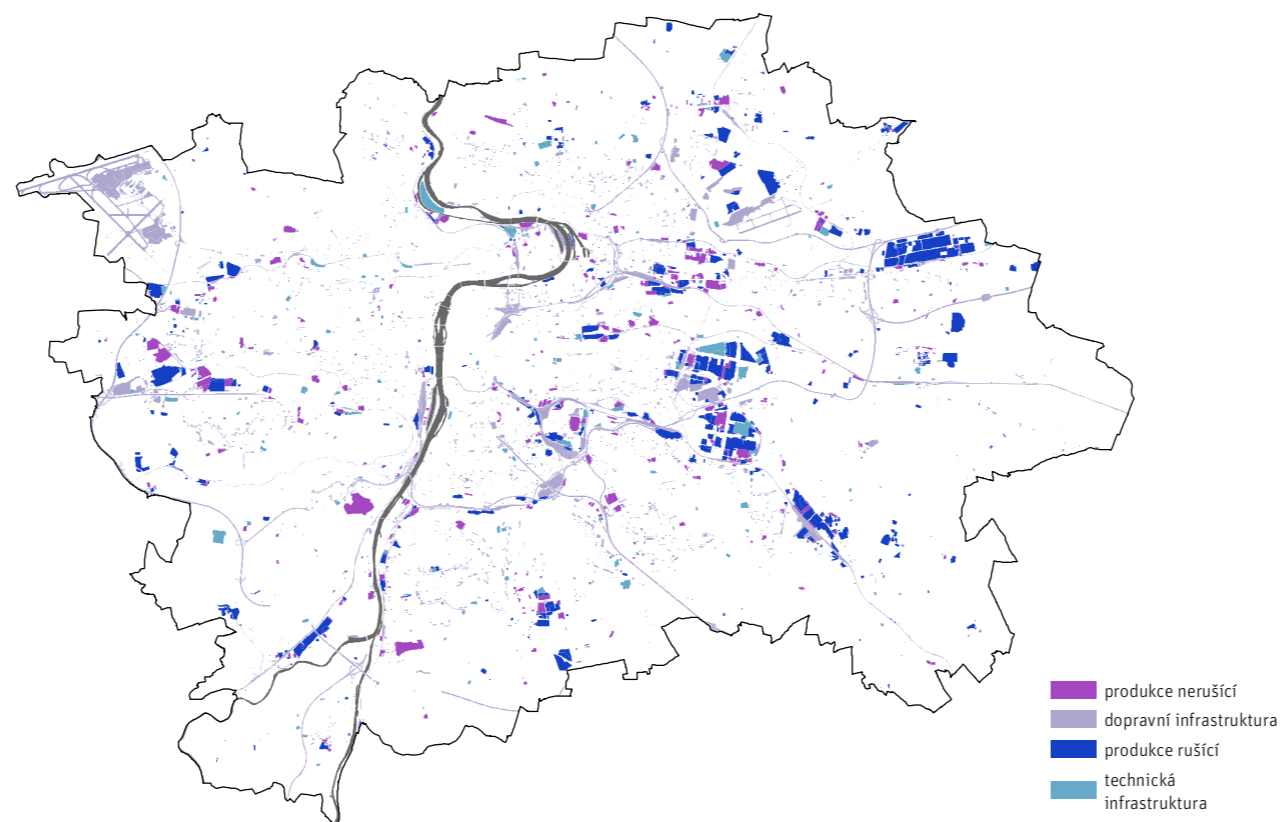 produkce nerušící
dopravní infrastruktura
produkce rušící
technická
infrastruktura